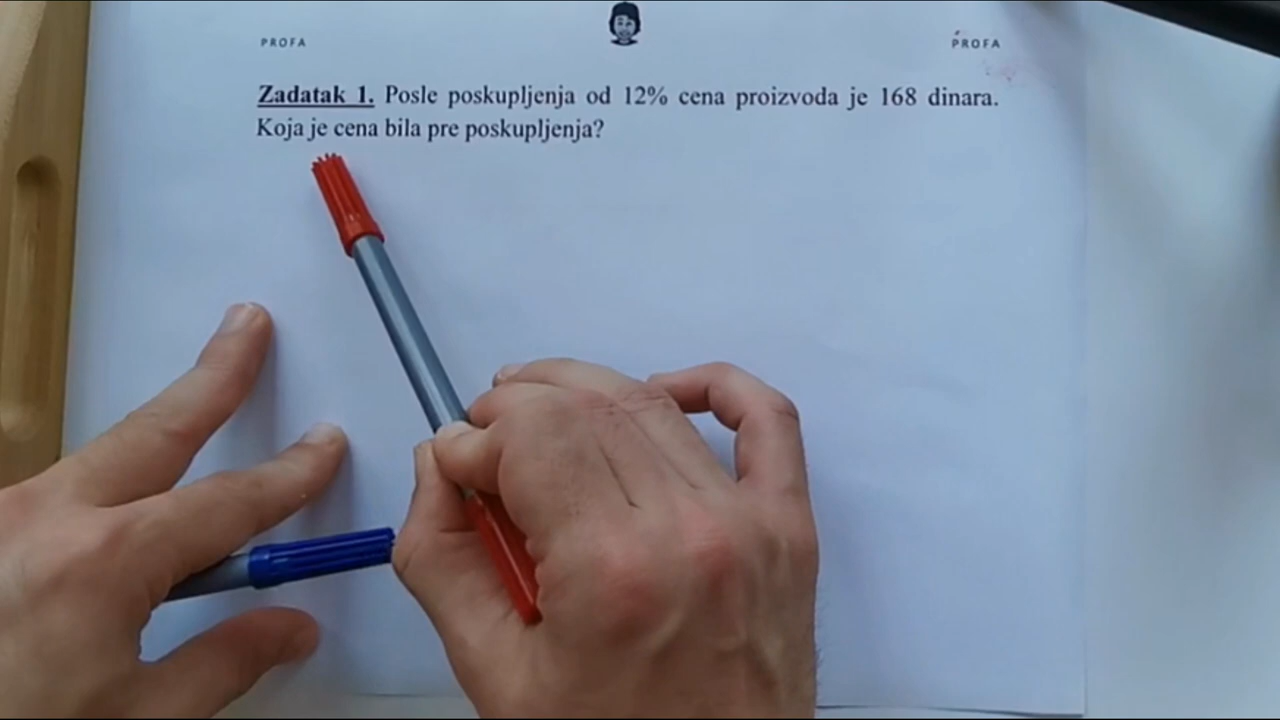 PROFA PROFA
Zadatak 1. Posle poskupljenja od 12% cena proizvoda je 168 dinara.
Koja je cena bila pre poskupljenja?